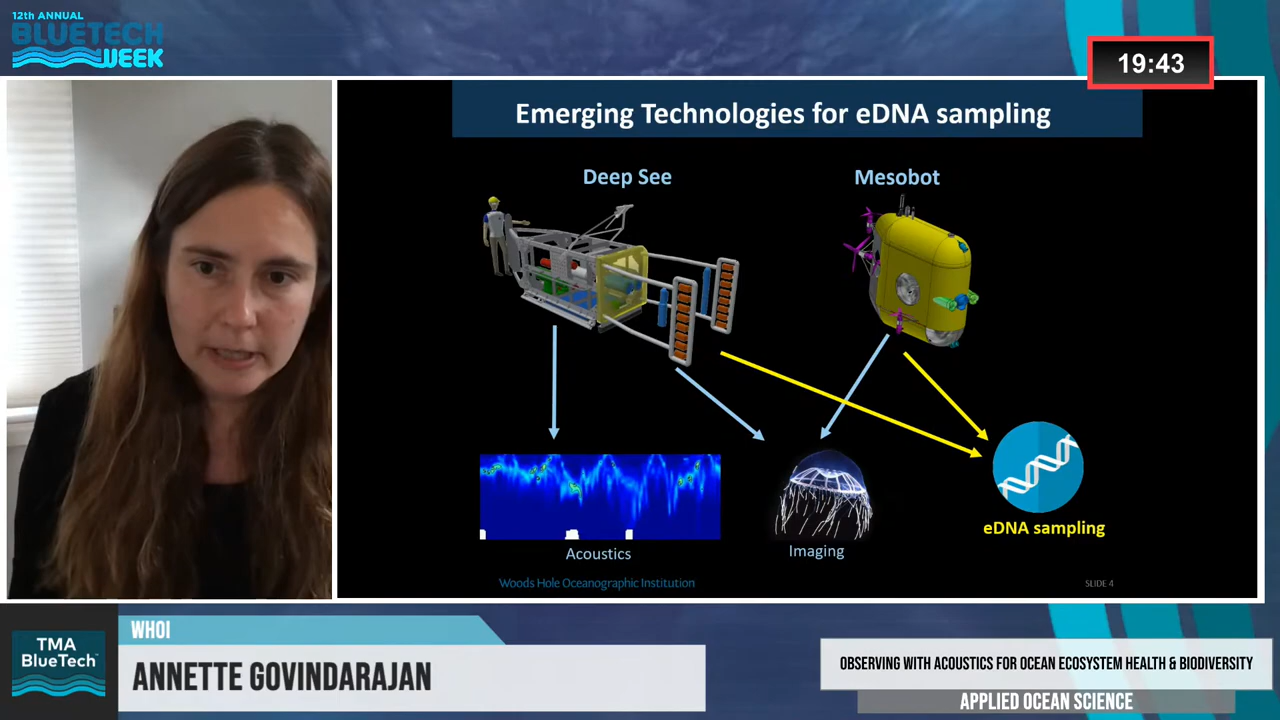 12th ANNUAL
BLUETECH
WEEK
19:43
Emerging Technologies for eDNA sampling
Deep See
Mesobot
Acoustics
Imaging
eDNA sampling
Woods Hole Oceanographic Institution
SLIDE 4
TMA
BlueTech™
WHOI
ANNETTE GOVINDARAJAN
OBSERVING WITH ACOUSTICS FOR OCEAN ECOSYSTEM HEALTH & BIODIVERSITY
APPLIED OCEAN SCIENCE